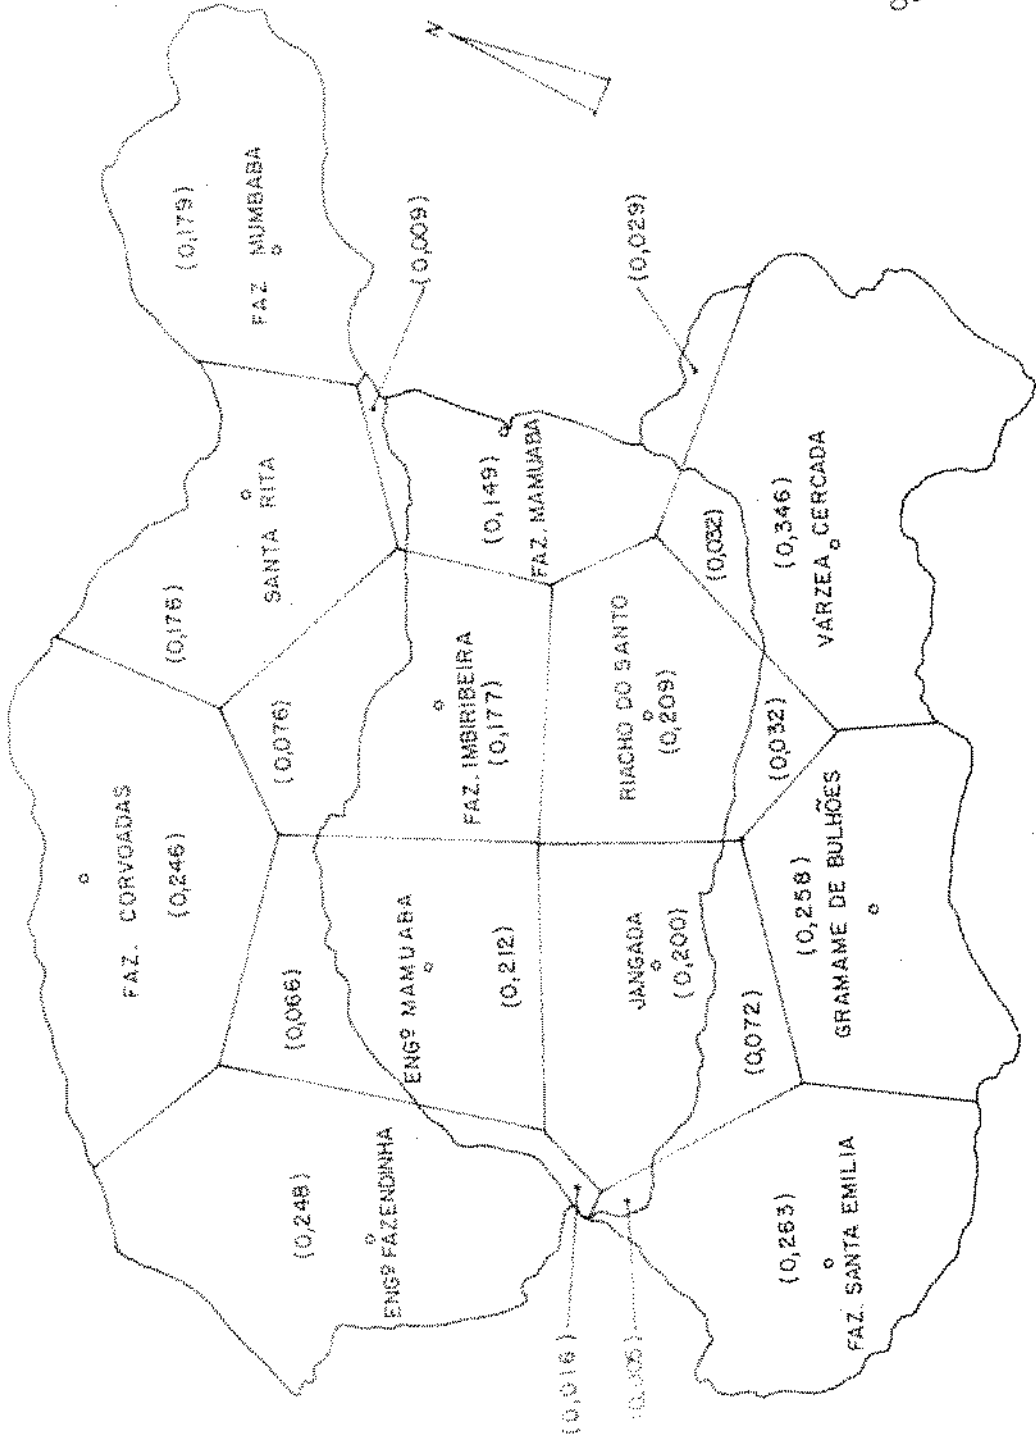 N
(0,179)
FAZ. MUMBABA
(0,009)
(0,029)
SANTA RITA
(0,176)
(0,149)
FAZ. MAMUABA
(0,032)
(0,346)
VÁRZEA CERCADA
(0,076)
FAZ. IMBIRIBEIRA
(0,177)
RIACHO DO SANTO
(0,209)
(0,032)
FAZ. CORVOADAS
(0,246)
(0,066)
ENGº MAMUABA
(0,212)
JANGADA
(0,200)
(0,072)
(0,258)
GRAMAME DE BULHÕES
(0,248)
ENGº FAZENDINHA
(0,016)
(0,005)
(0,263)
FAZ. SANTA EMILIA